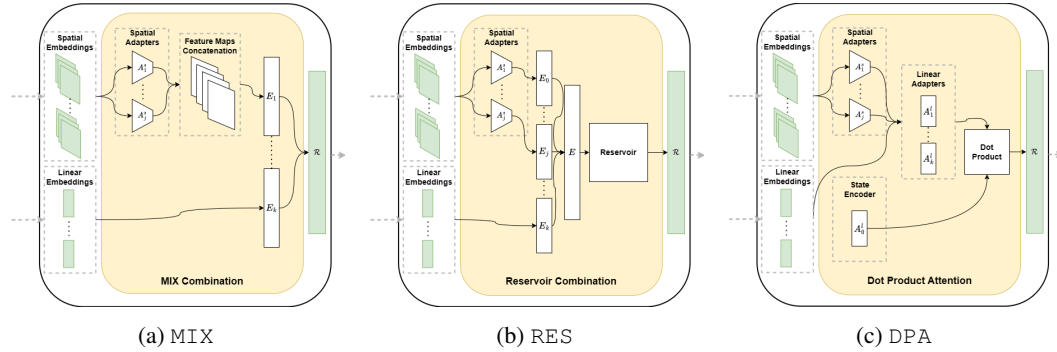 Spatial
Embeddings
Spatial
Adapters
Feature Maps
Concatenation
A^s_1
A^s_j
E_1
E_k
R
Linear
Embeddings
MIX Combination
(a) MIX
Spatial
Embeddings
Spatial
Adapters
A^s_1
A^s_j
E_0
E_j
E_k
E
Reservoir
R
Linear
Embeddings
Reservoir Combination
(b) RES
Spatial
Embeddings
Spatial
Adapters
A^s_1
A^s_j
Linear
Adapters
A^l_1
A^l_k
Dot
Product
R
Linear Embeddings
State
Encoder
A^l_0
Dot Product Attention
(c) DPA